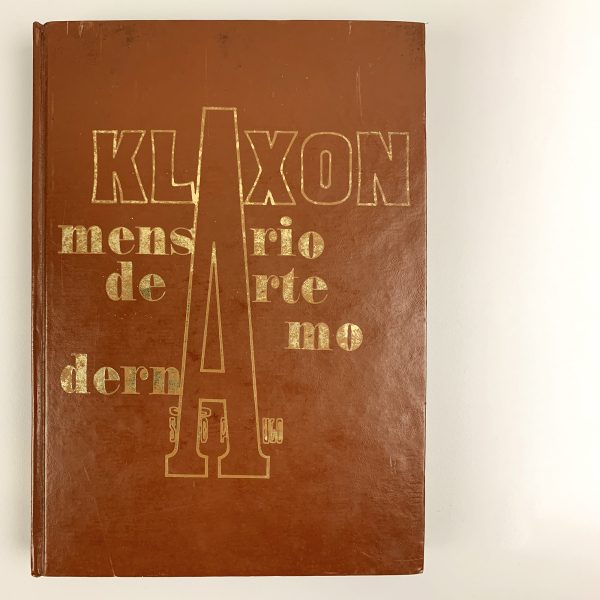 KLAXON
mensArio
de Arte
mo
dernA